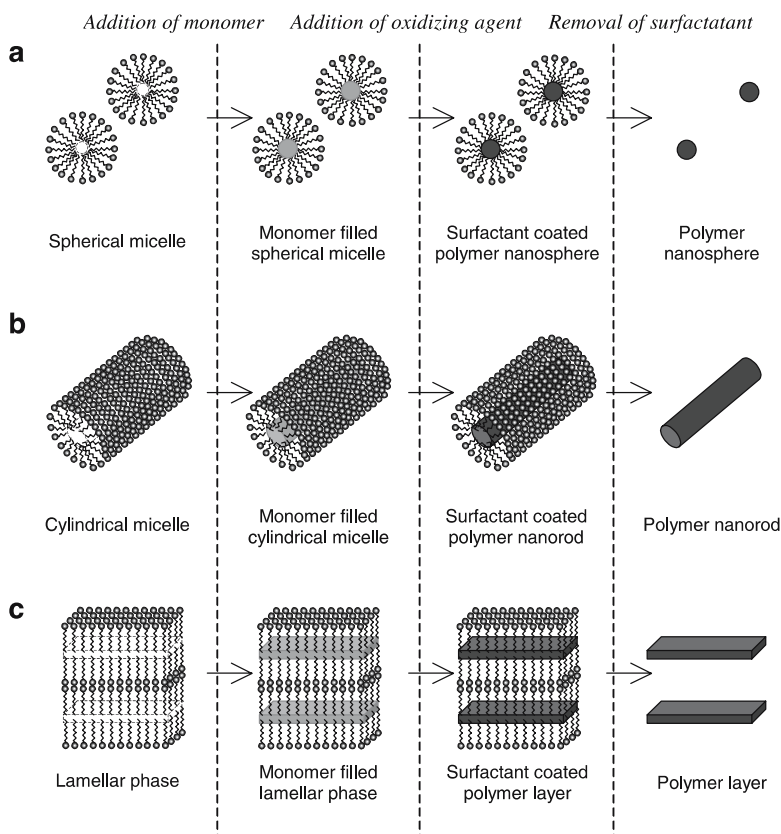 Addition of monomer
Addition of oxidizing agent
Removal of surfactatant
a
Spherical micelle
Monomer filled
spherical micelle
Surfactant coated
polymer nanosphere
Polymer
nanosphere
b
Cylindrical micelle
Monomer filled
cylindrical micelle
Surfactant coated
polymer nanorod
Polymer nanorod
c
Lamellar phase
Monomer filled
lamellar phase
Surfactant coated
polymer layer
Polymer layer